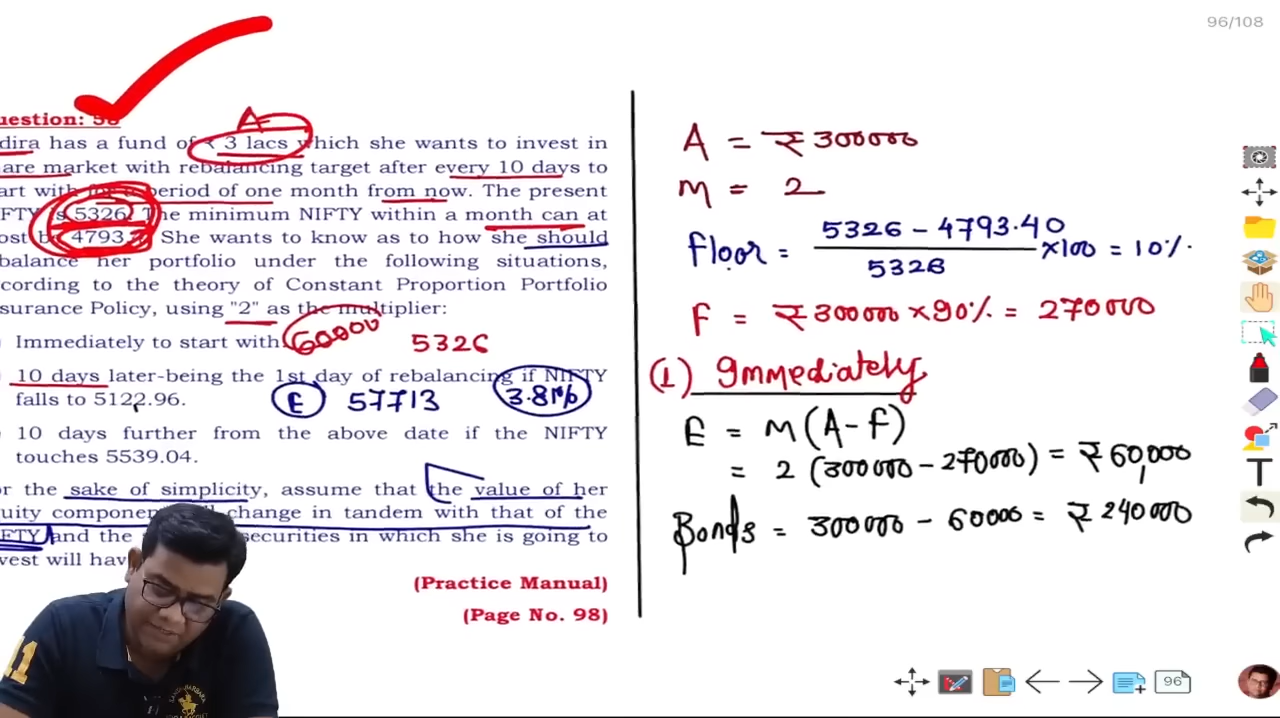 96/108
uestion: 58
dira has a fund of ₹ 3 lacs which she wants to invest in
are market with rebalancing target after every 10 days to
art with period of one month from now. The present
FTY is 5326. The minimum NIFTY within a month can at
ost b 4793. She wants to know as to how she should
balance her portfolio under the following situations,
cording to the theory of Constant Proportion Portfolio
surance Policy, using "2" as the multiplier:
Immediately to start with.
10 days later-being the 1st day of rebalancing if NIFTY
falls to 5122.96.
10 days further from the above date if the NIFTY
touches 5539.04.
r the sake of simplicity, assume that the value of her
uity componen change in tandem with that of the
FTY and the securities in which she is going to
vest will hav
(Practice Manual)
(Page No. 98)
A
60000
5326
E 57713 3.81%
A = ₹300000
M = 2
Floor = 5326 - 4793.40
5326 ×100 = 10%.
F = ₹300000 × 90% = 270000
(1) Immediately
E = M(A-F)
= 2 (300000 - 270000) = ₹60,000
Bonds = 300000 - 60000 = ₹240000
T
96
11